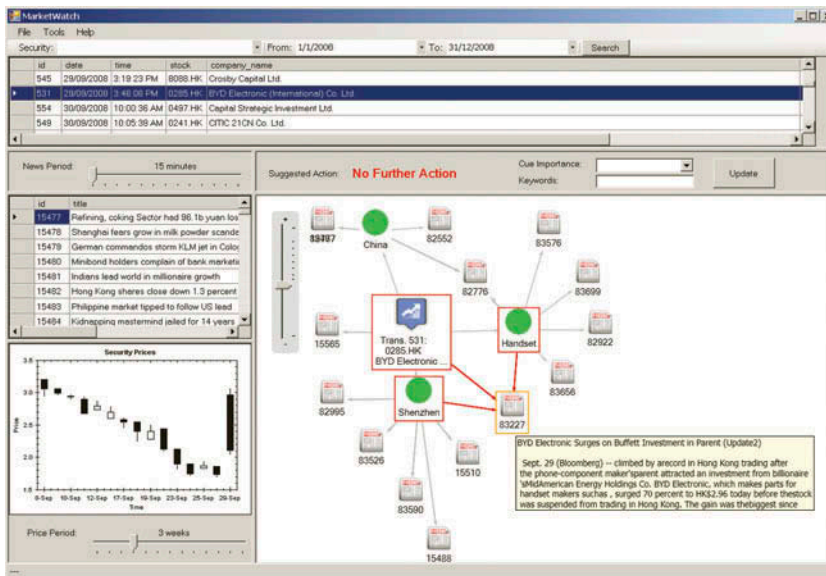 MarketWatch
File Tools Help
Security: From: 1/1/2008 To: 31/12/2008 Search
id date time stock company_name
545 29/09/2008 3:19:23 PM 8088.HK Crosby Capital Ltd.
531 29/09/2008 3:46:06 PM 0285.HK BYD Electronic (International) Co. Ltd.
554 30/09/2008 10:00:36 AM 0497.HK Capital Strategic Investment Ltd.
549 30/09/2008 10:05:39 AM 0241.HK CITIC 21CN Co. Ltd.
News Period: 15 minutes
Suggested Action: No Further Action
Cue Importance:
Keywords:
Update
id title
15477 Refining, coking Sector had 96.1b yuan los
15478 Shanghai fears grow in milk powder scanda
15479 German commandos storm KLM jet in Colo
15480 Minibond holders complain of bank marketi
15481 Indians lead world in millionaire growth
15482 Hong Kong shares close down 1.3 percent
15483 Philippine market tipped to follow US lead
15484 Kidnapping mastermind jailed for 14 years
China
82552
83576
82776
83699
15565
Trans. 531:
0285.HK
BYD Electronic ...
Handset
82922
83656
82995
Shenzhen
83227
83526
15510
83590
15488
BYD Electronic Surges on Buffett Investment in Parent (Update2)
Sept. 29 (Bloomberg) -- climbed by arecord in Hong Kong trading after
the phone-component maker'sparent attracted an investment from billionaire
'sMidAmerican Energy Holdings Co. BYD Electronic, which makes parts for
handset makers suchas , surged 70 percent to HK$2.96 today before thestock
was suspended from trading in Hong Kong. The gain was thebiggest since
Security Prices
3.5
3.0
2.5
2.0
1.5
Price
8-Sep 10-Sep 12-Sep 17-Sep 19-Sep 23-Sep 25-Sep 29-Sep
Time
Price Period: 3 weeks